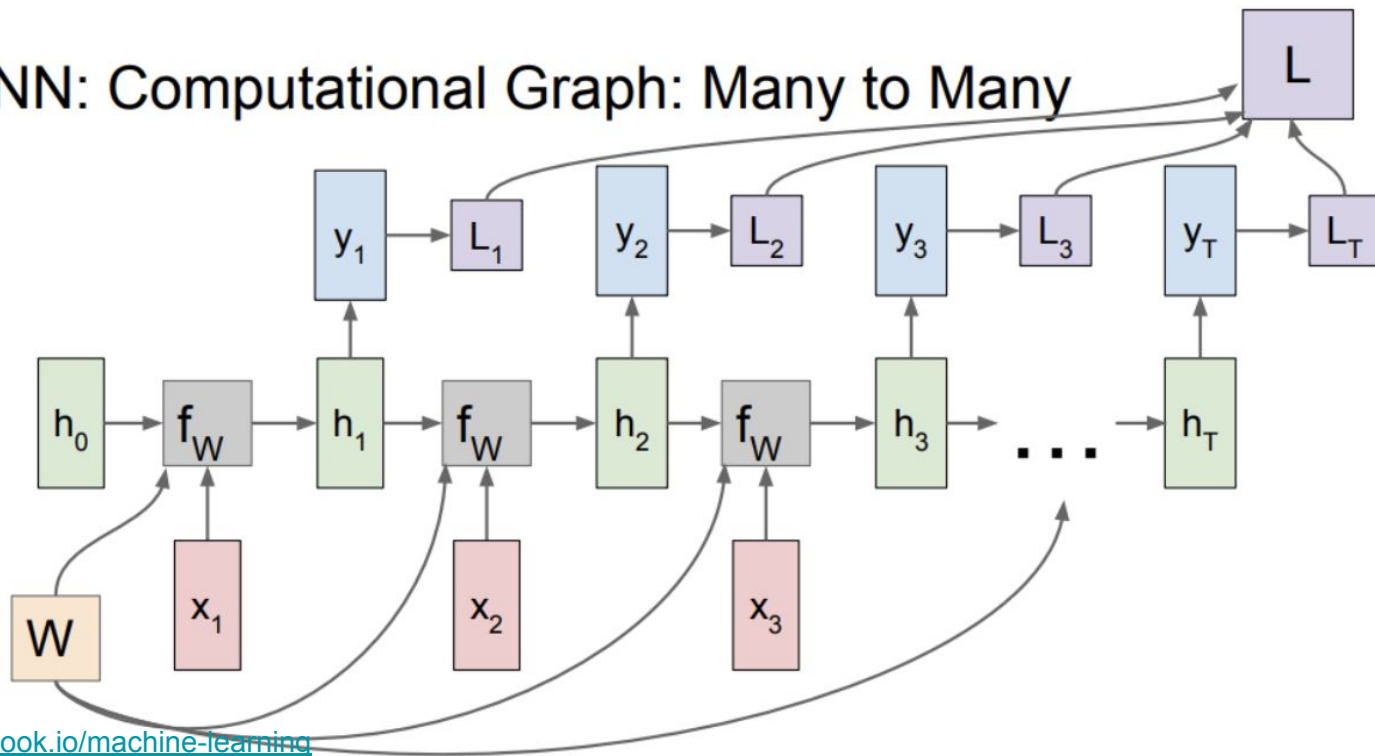 NN: Computational Graph: Many to Many
L
y1 L1 y2 L2 y3 L3 yT LT
h0 fW h1 fW h2 fW h3 ... hT
W x1 x2 x3
ook.io/machine-learning